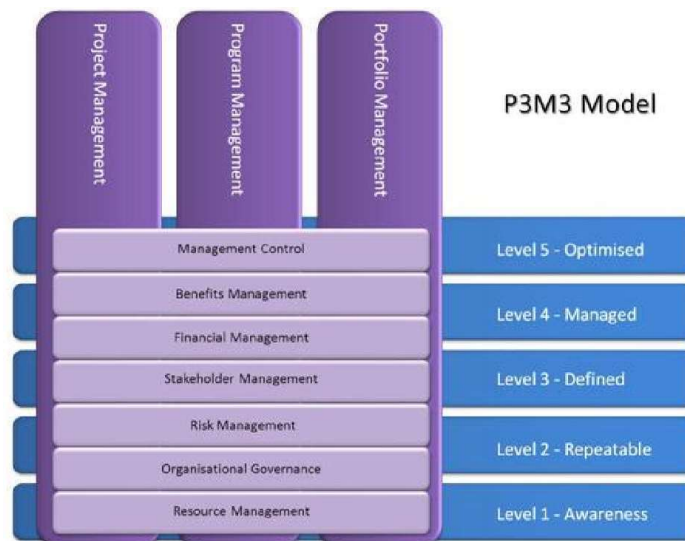 Project Management
Program Management
Portfolio Management
P3M3 Model
Management Control
Benefits Management
Financial Management
Stakeholder Management
Risk Management
Organisational Governance
Resource Management
Level 5 - Optimised
Level 4 - Managed
Level 3 - Defined
Level 2 - Repeatable
Level 1 - Awareness